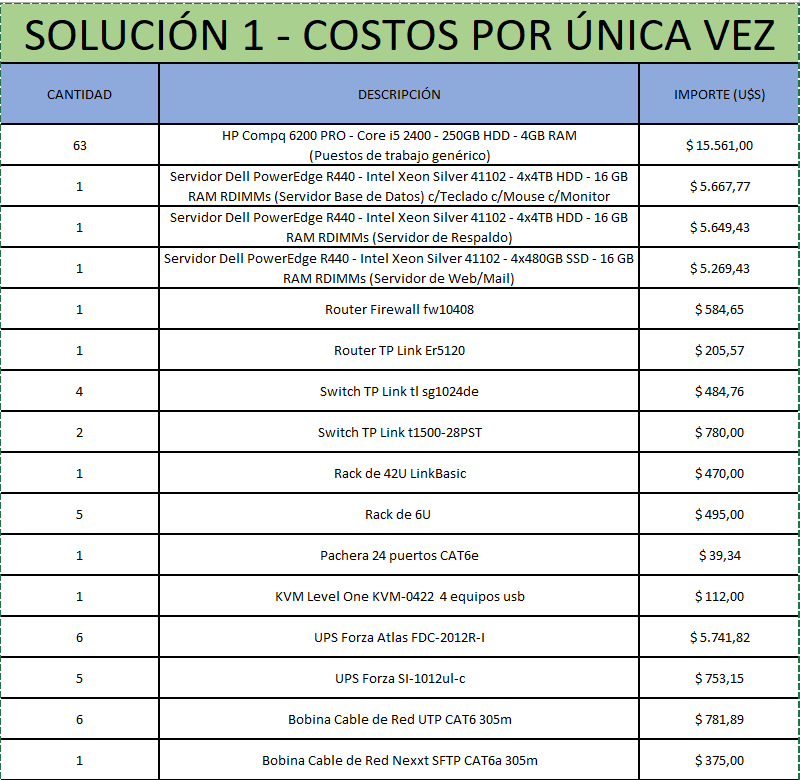 SOLUCIÓN 1 - COSTOS POR ÚNICA VEZ
CANTIDAD DESCRIPCIÓN IMPORTE (U$S)
63 HP Compq 6200 PRO - Core i5 2400 - 250GB HDD - 4GB RAM $ 15.561,00
(Puestos de trabajo genérico)
1 Servidor Dell PowerEdge R440 - Intel Xeon Silver 41102 - 4x4TB HDD - 16 GB $ 5.667,77
RAM RDIMMs (Servidor Base de Datos) c/Teclado c/Mouse c/Monitor
1 Servidor Dell PowerEdge R440 - Intel Xeon Silver 41102 - 4x4TB HDD - 16 GB $ 5.649,43
RAM RDIMMs (Servidor de Respaldo)
1 Servidor Dell PowerEdge R440 - Intel Xeon Silver 41102 - 4x480GB SSD - 16 GB $ 5.269,43
RAM RDIMMs (Servidor de Web/Mail)
1 Router Firewall fw10408 $ 584,65
1 Router TP Link Er5120 $ 205,57
4 Switch TP Link tl sg1024de $ 484,76
2 Switch TP Link t1500-28PST $ 780,00
1 Rack de 42U LinkBasic $ 470,00
5 Rack de 6U $ 495,00
1 Pachera 24 puertos CAT6e $ 39,34
1 KVM Level One KVM-0422 4 equipos usb $ 112,00
6 UPS Forza Atlas FDC-2012R-I $ 5.741,82
5 UPS Forza SI-1012ul-c $ 753,15
6 Bobina Cable de Red UTP CAT6 305m $ 781,89
1 Bobina Cable de Red Nexxt SFTP CAT6a 305m $ 375,00